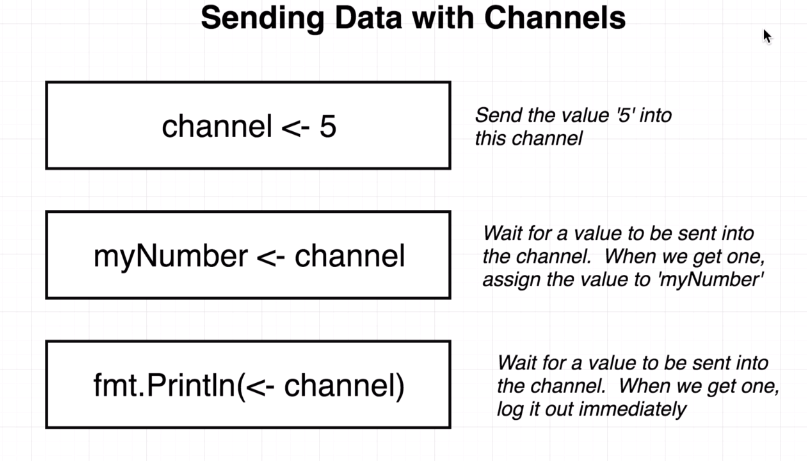 Sending Data with Channels
channel <- 5
Send the value '5' into
this channel
myNumber <- channel
Wait for a value to be sent into
the channel.  When we get one,
assign the value to 'myNumber'
fmt.Println(<- channel)
Wait for a value to be sent into
the channel.  When we get one,
log it out immediately